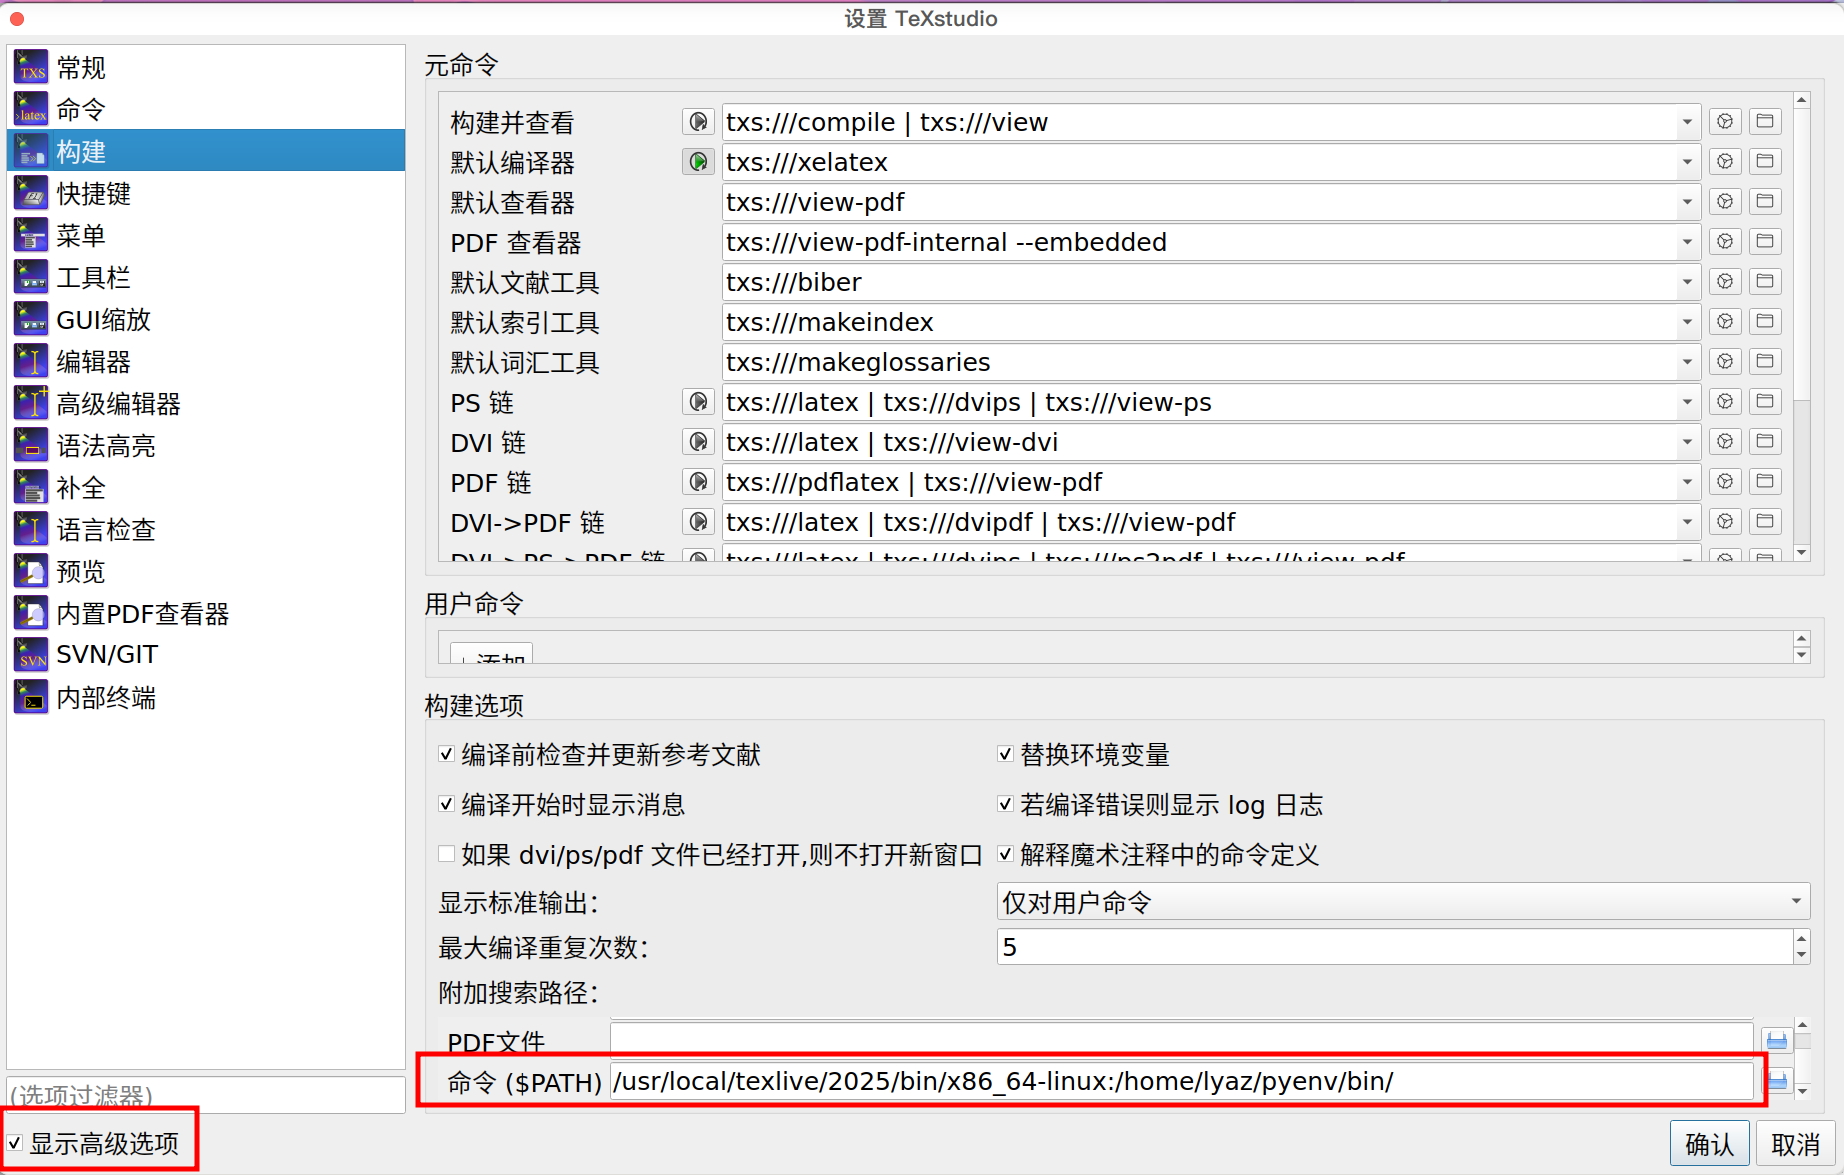 设置 TeXstudio
常规
命令
构建
快捷键
菜单
工具栏
GUI缩放
编辑器
高级编辑器
语法高亮
补全
语言检查
预览
内置PDF查看器
SVN/GIT
内部终端
(选项过滤器)
显示高级选项
元命令
构建并查看 txs:///compile | txs:///view
默认编译器 txs:///xelatex
默认查看器 txs:///view-pdf
PDF 查看器 txs:///view-pdf-internal --embedded
默认文献工具 txs:///biber
默认索引工具 txs:///makeindex
默认词汇工具 txs:///makeglossaries
PS 链 txs:///latex | txs:///dvips | txs:///view-ps
DVI 链 txs:///latex | txs:///view-dvi
PDF 链 txs:///pdflatex | txs:///view-pdf
DVI->PDF 链 txs:///latex | txs:///dvipdf | txs:///view-pdf
DVI->PS->PDF 链 txs:///latex | txs:///dvips | txs:///ps2pdf | txs:///view-pdf
用户命令
添加
构建选项
编译前检查并更新参考文献 替换环境变量
编译开始时显示消息 若编译错误则显示 log 日志
如果 dvi/ps/pdf 文件已经打开,则不打开新窗口 解释魔术注释中的命令定义
显示标准输出： 仅对用户命令
最大编译重复次数： 5
附加搜索路径：
PDF文件
命令 ($PATH) /usr/local/texlive/2025/bin/x86_64-linux:/home/lyaz/pyenv/bin/
确认 取消